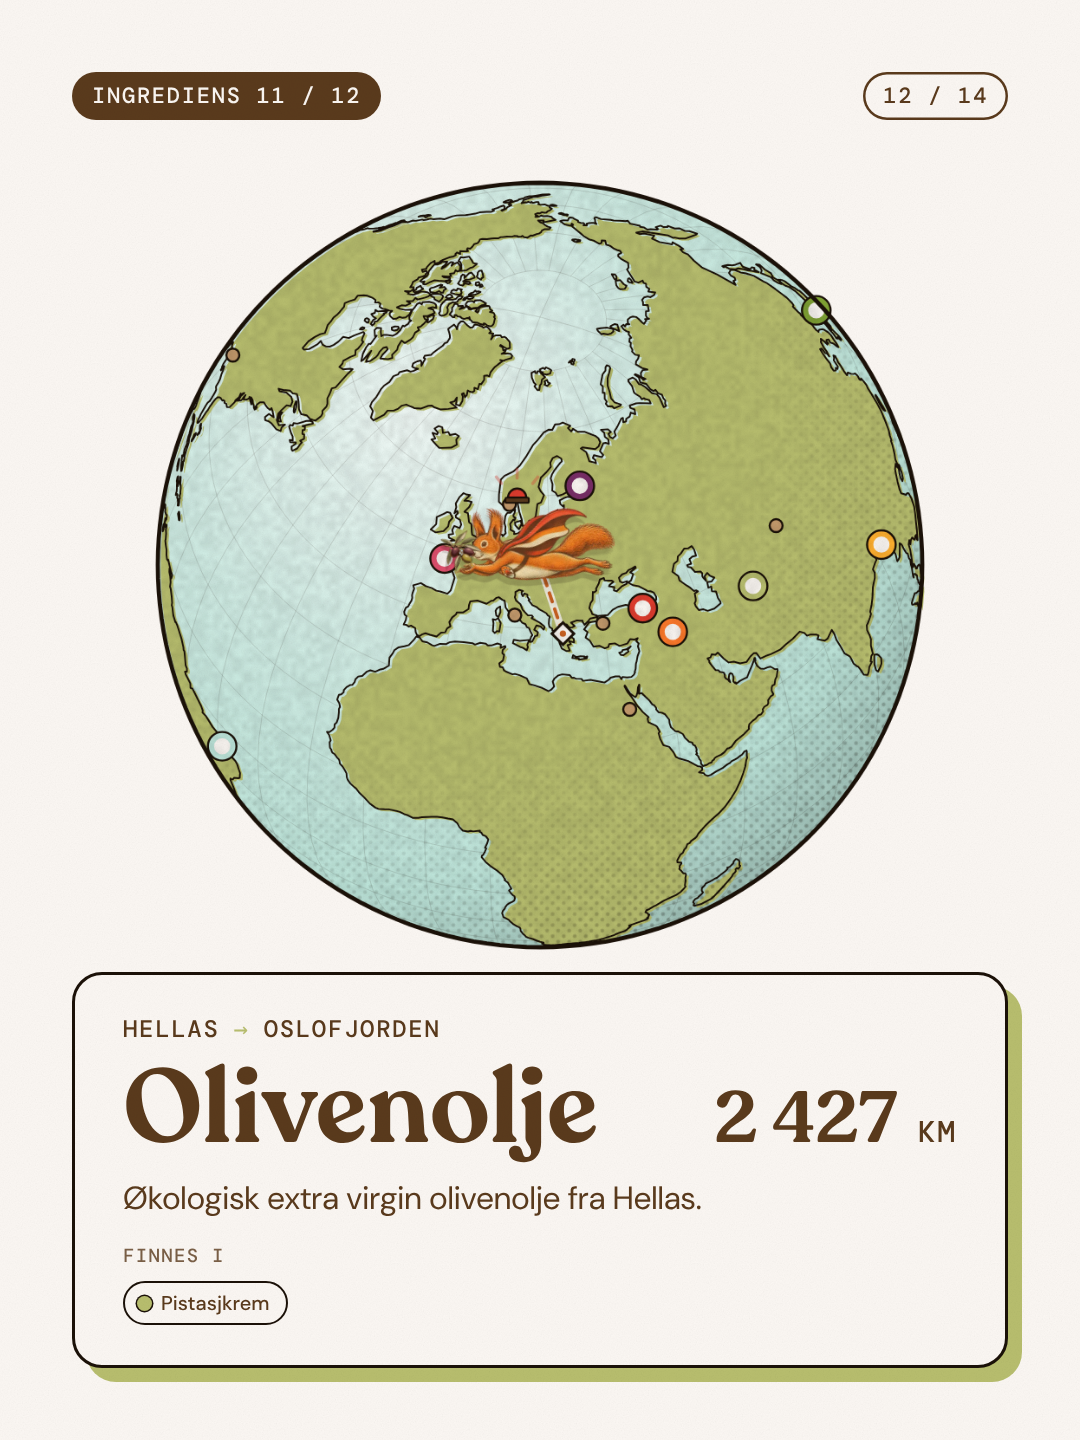 INGREDIENS 11 / 12
12 / 14
HELLAS → OSLOFJORDEN
Olivenolje
2 427 KM
Økologisk extra virgin olivenolje fra Hellas.
FINNES I
Pistasjkrem